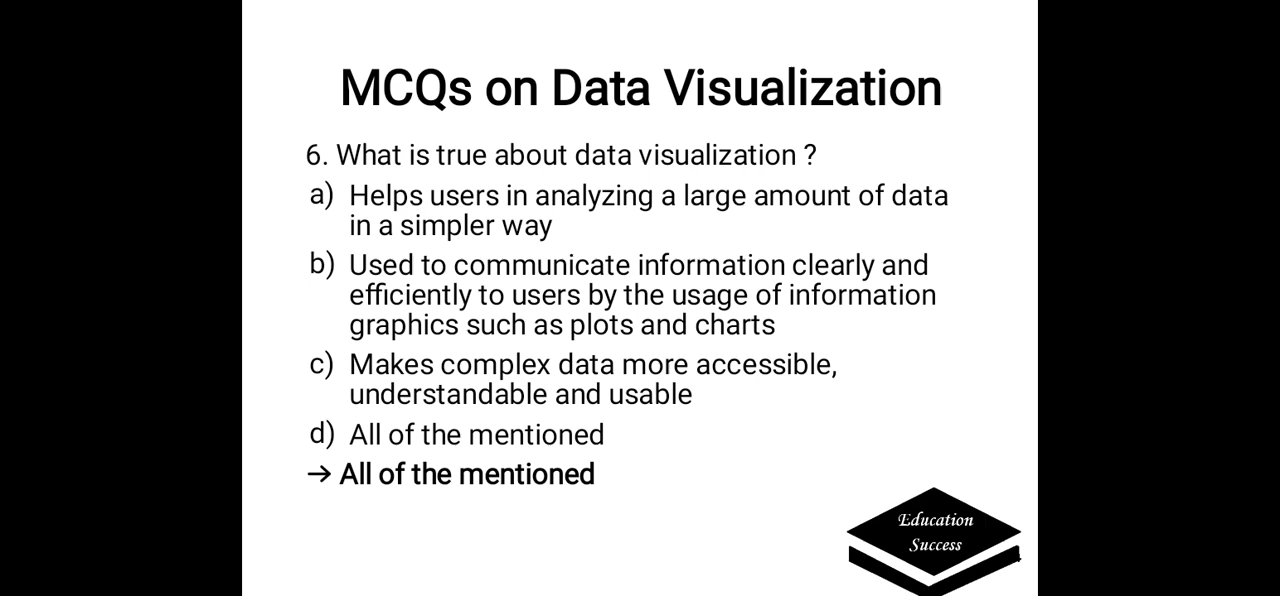 MCQs on Data Visualization
6. What is true about data visualization ?
a) Helps users in analyzing a large amount of data
in a simpler way
b) Used to communicate information clearly and
efficiently to users by the usage of information
graphics such as plots and charts
c) Makes complex data more accessible,
understandable and usable
d) All of the mentioned
→ All of the mentioned
Education
Success